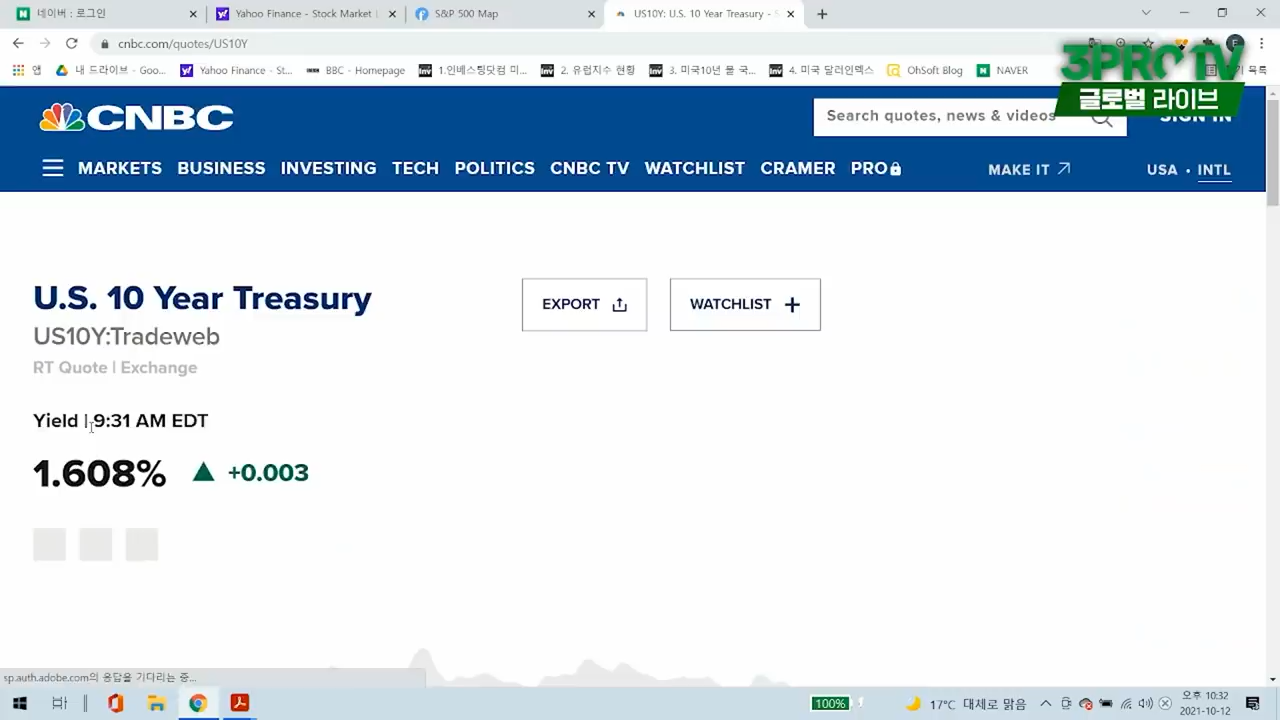 네이버 : 로그인
Yahoo Finance - Stock Market L
S&P 500 Map
US10Y: U.S. 10 Year Treasury - S
cnbc.com/quotes/US10Y
앱
내 드라이브 - Goo...
Yahoo Finance - St...
BBC - Homepage
1.인베스팅닷컴 |...
2. 유럽지수 현황
3. 미국10년 물 국...
4. 미국 달러인덱스
OhSoft Blog
NAVER
목록
3PRO TV
글로벌 라이브
CNBC
Search quotes, news & videos
SIGN IN
MARKETS BUSINESS INVESTING TECH POLITICS CNBC TV WATCHLIST CRAMER PRO
MAKE IT
USA • INTL
U.S. 10 Year Treasury
EXPORT
WATCHLIST
US10Y:Tradeweb
RT Quote | Exchange
Yield | 9:31 AM EDT
1.608% ▲ +0.003
sp.auth.adobe.com의 응답을 기다리는 중...
100%
17°C 대체로 맑음
오후 10:32
2021-10-12